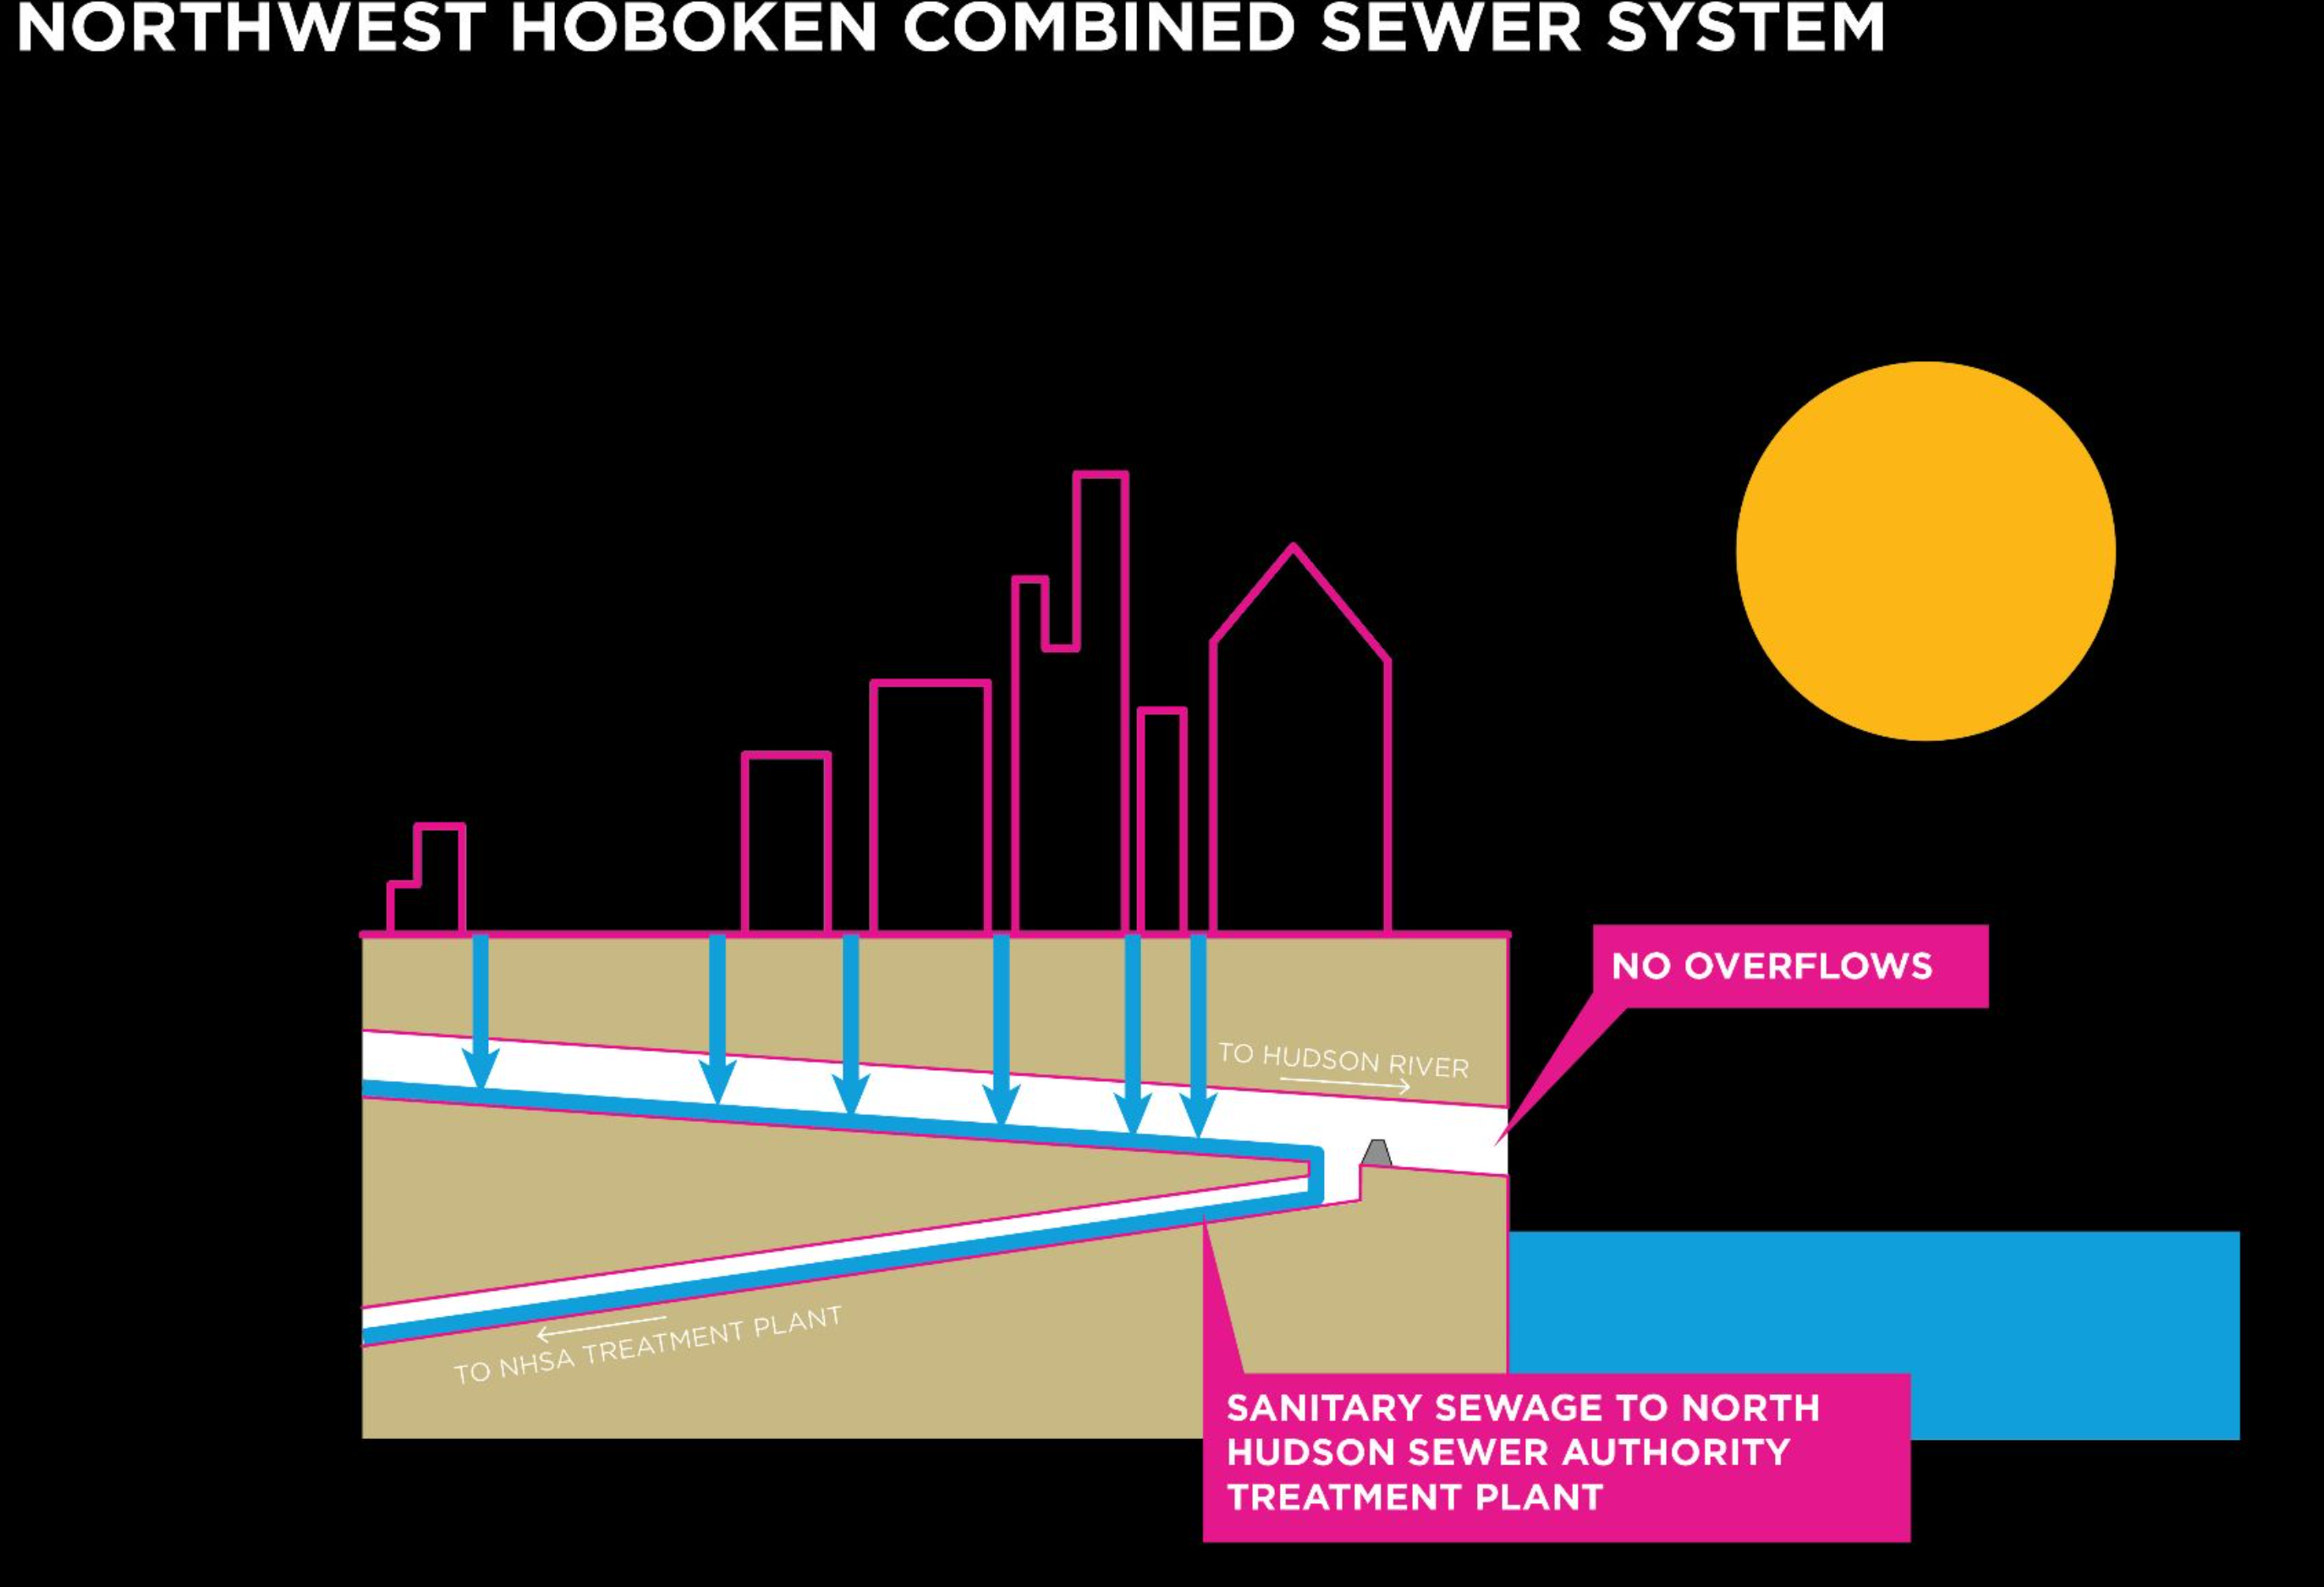 NORTHWEST HOBOKEN COMBINED SEWER SYSTEM
NO OVERFLOWS
TO HUDSON RIVER
TO NHSA TREATMENT PLANT
SANITARY SEWAGE TO NORTH
HUDSON SEWER AUTHORITY
TREATMENT PLANT